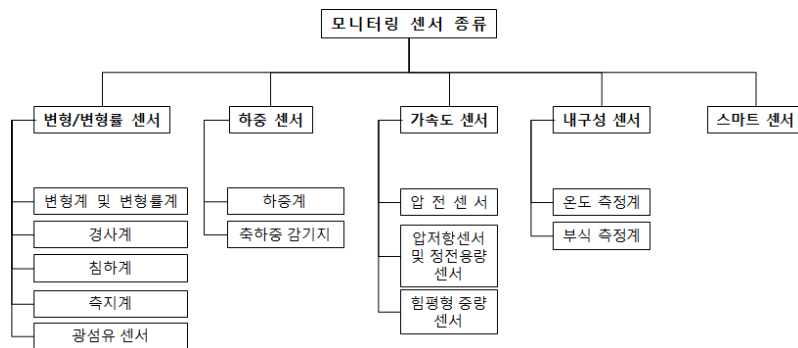 모니터링 센서 종류
변형/변형률 센서
하중 센서
가속도 센서
내구성 센서
스마트 센서
변형계 및 변형률계
경사계
침하계
측지계
광섬유 센서
하중계
축하중 감기지
압 전 센 서
압저항센서
및 정전용량
센서
힘평형 중량
센서
온도 측정계
부식 측정계